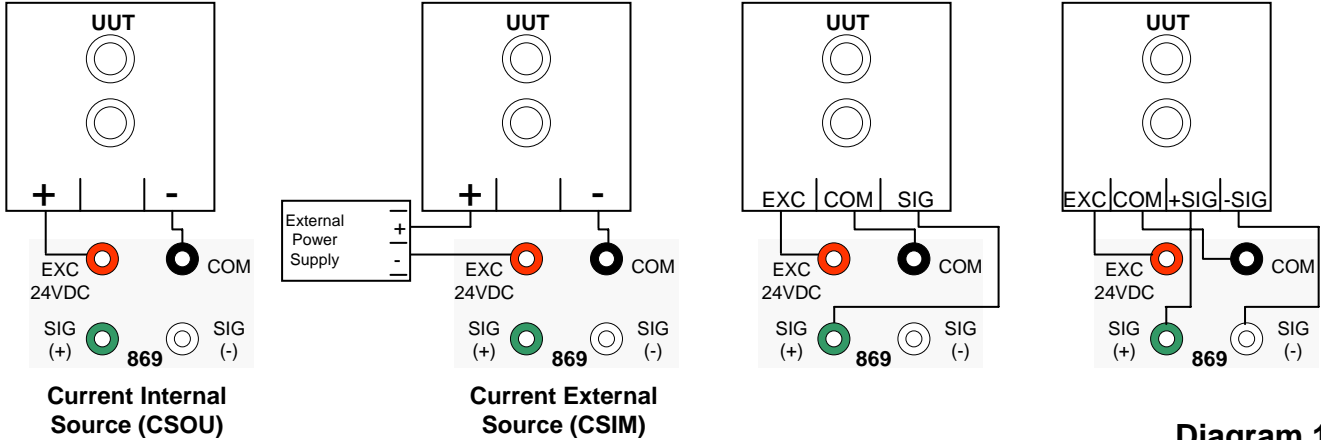 UUT
+ -
EXC
24VDC
COM
SIG
(+)
869
SIG
(-)
Current Internal
Source (CSOU)
UUT
+ -
External
Power
Supply
+
-
EXC
24VDC
COM
SIG
(+)
869
SIG
(-)
Current External
Source (CSIM)
UUT
EXC COM SIG
EXC
24VDC
COM
SIG
(+)
869
SIG
(-)
UUT
EXC COM +SIG -SIG
EXC
24VDC
COM
SIG
(+)
869
SIG
(-)
Diagram 1